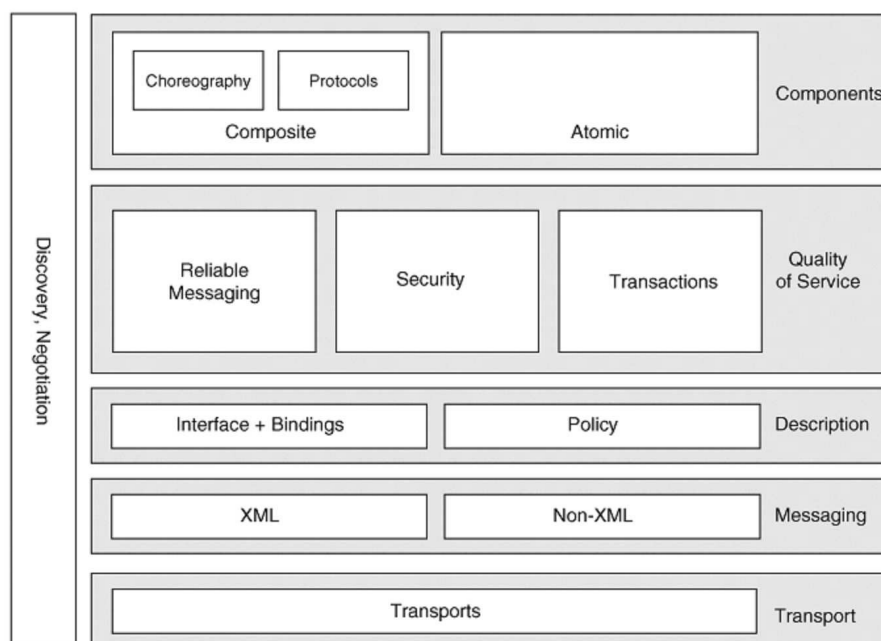 Discovery, Negotiation
Choreography
Protocols
Composite
Atomic
Components
Reliable
Messaging
Security
Transactions
Quality
of Service
Interface + Bindings
Policy
Description
XML
Non-XML
Messaging
Transports
Transport